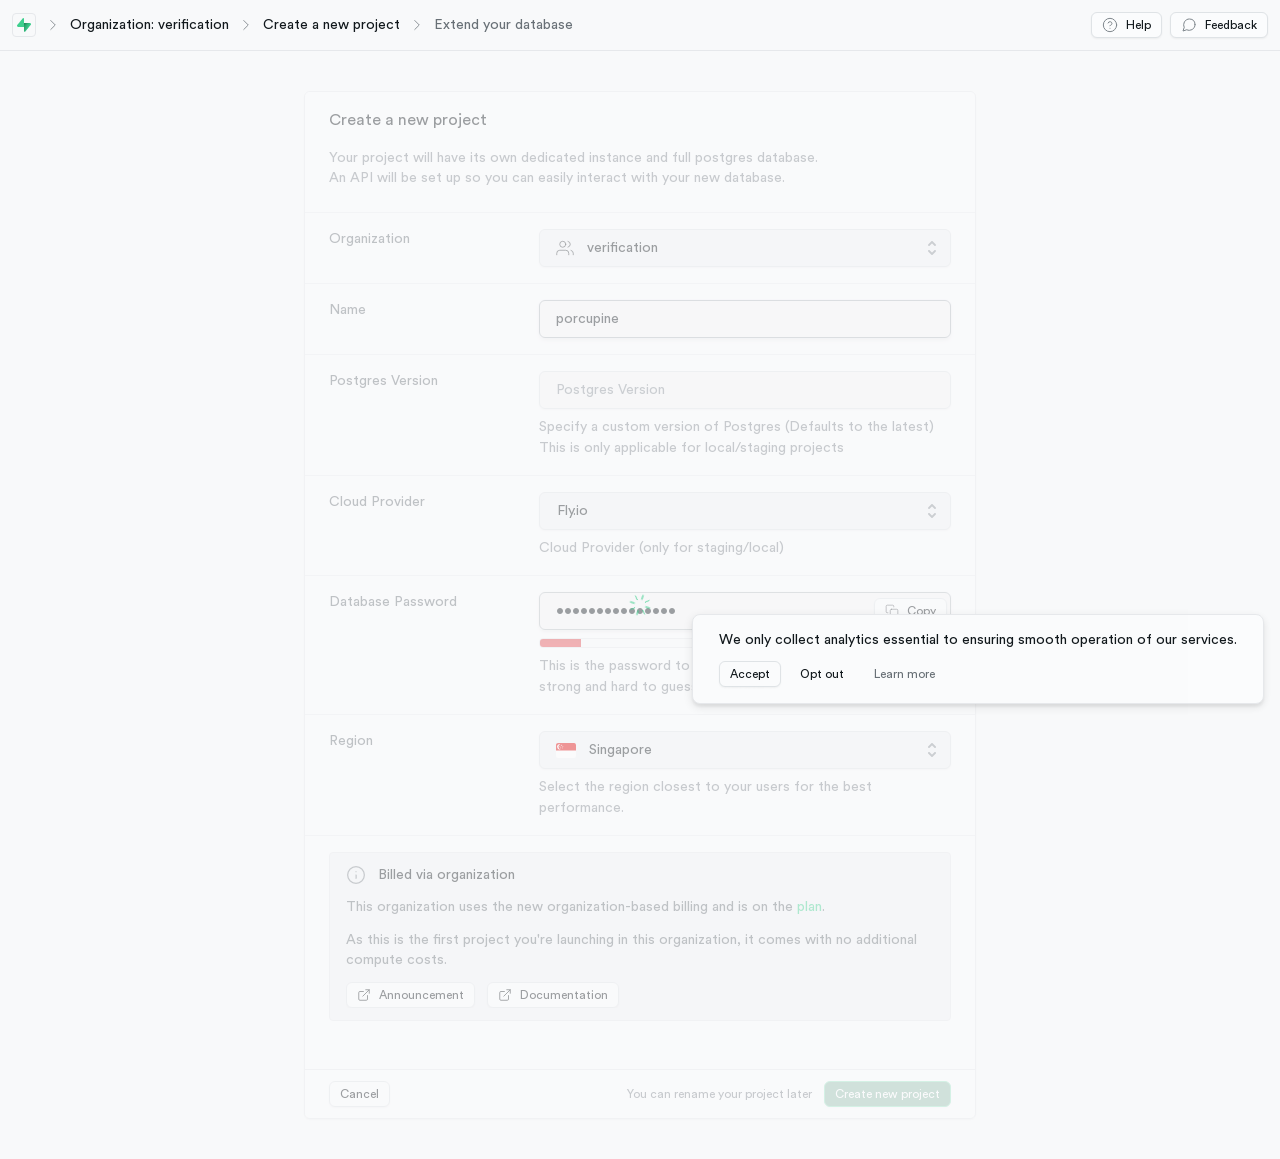 Organization: verification
Create a new project
Extend your database
Help
Feedback
Create a new project
Your project will have its own dedicated instance and full postgres database.
An API will be set up so you can easily interact with your new database.
Organization
verification
Name
porcupine
Postgres Version
Postgres Version
Specify a custom version of Postgres (Defaults to the latest)
This is only applicable for local/staging projects
Cloud Provider
Fly.io
Cloud Provider (only for staging/local)
Database Password
•••••••••••••••
Copy
This is the password to
strong and hard to gues
We only collect analytics essential to ensuring smooth operation of our services.
Accept
Opt out
Learn more
Region
Singapore
Select the region closest to your users for the best
performance.
Billed via organization
This organization uses the new organization-based billing and is on the plan.
As this is the first project you're launching in this organization, it comes with no additional
compute costs.
Announcement
Documentation
Cancel
You can rename your project later
Create new project